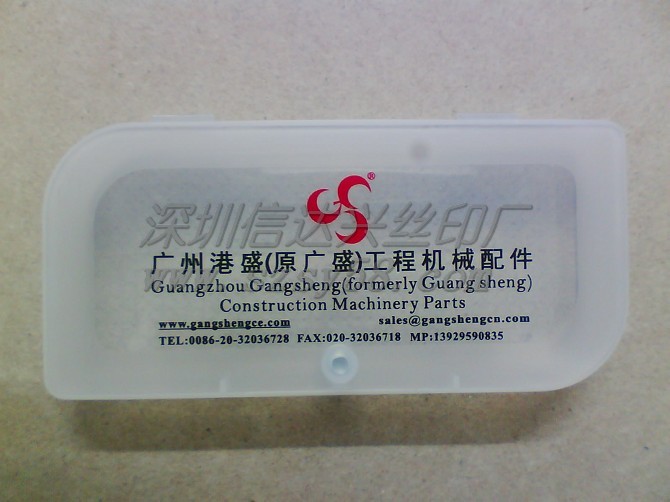 GS®
深圳信达兴丝印厂
广州港盛(原广盛)工程机械配件
Guangzhou Gangsheng(formerly Guang sheng)
Construction Machinery Parts
www.gangshengce.com sales@gangshengcn.com
TEL:0086-20-32036728 FAX:020-32036718 MP:13929590835